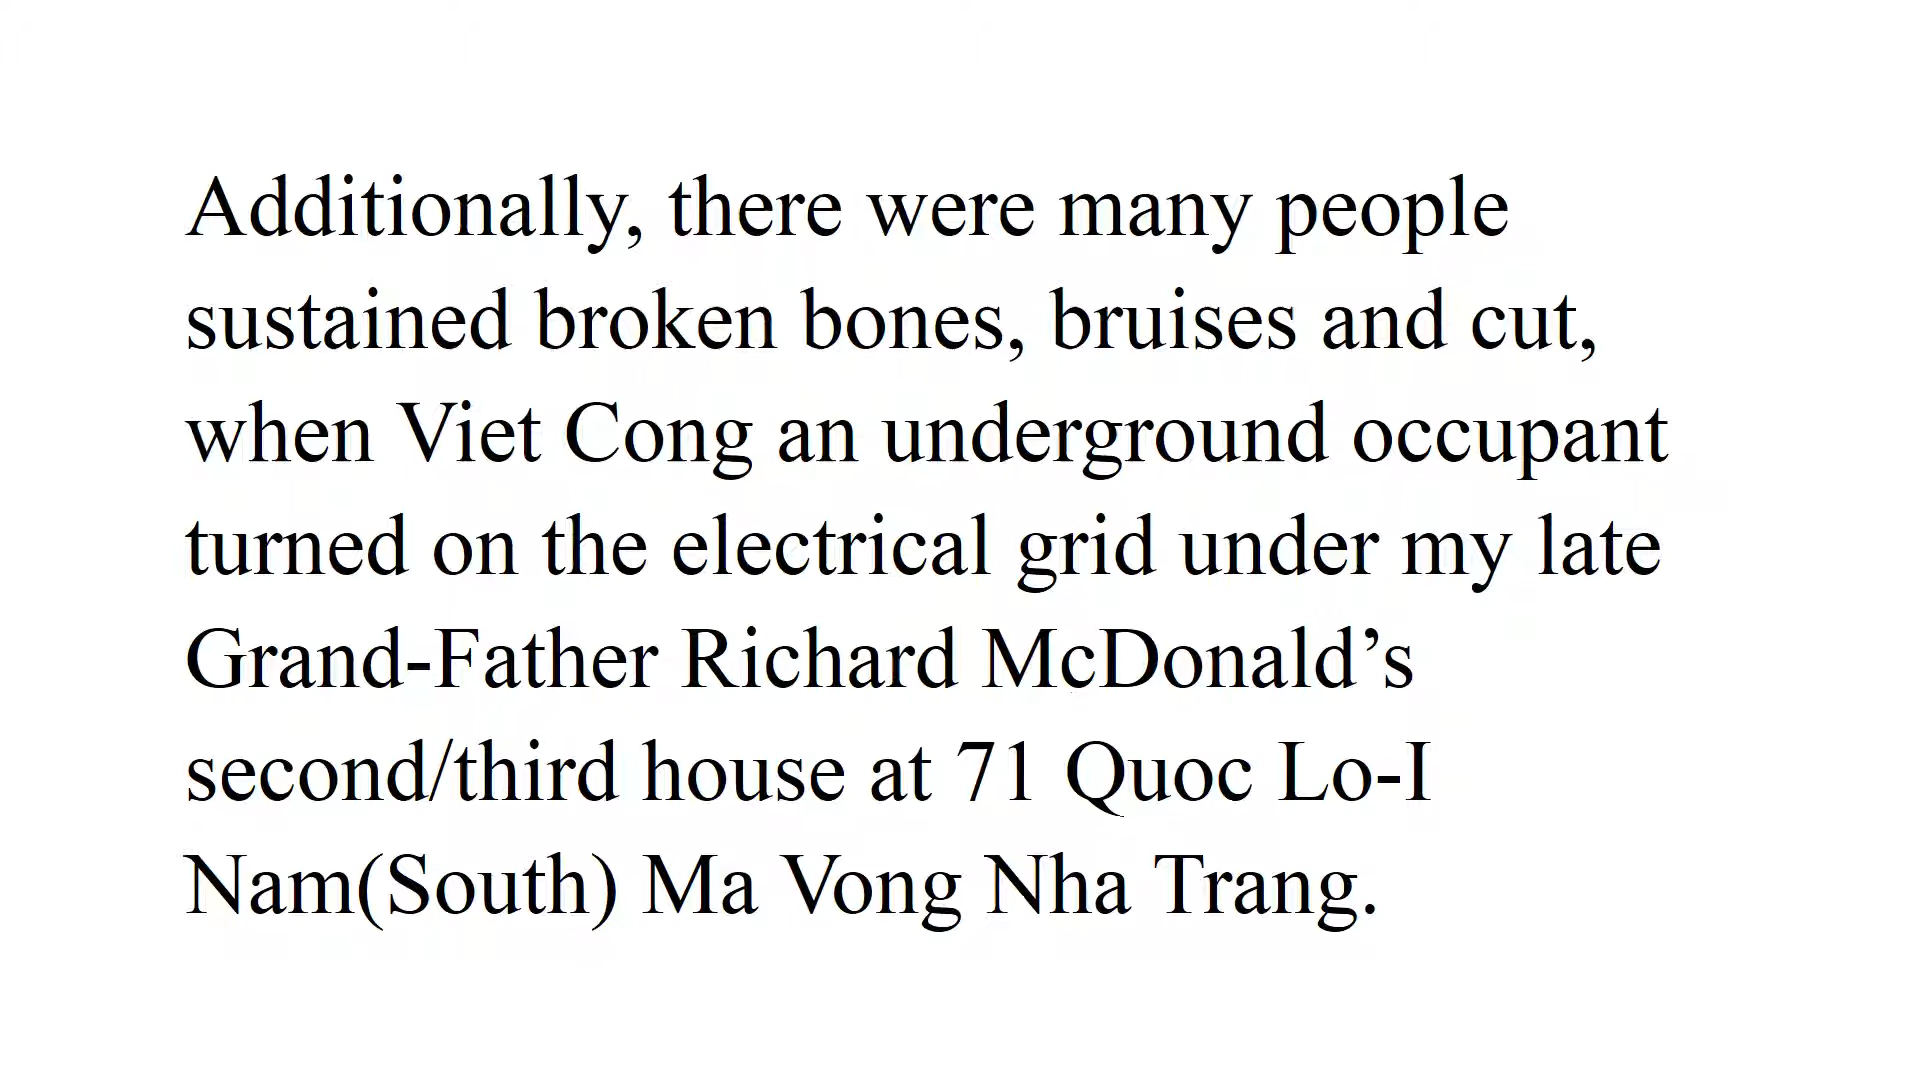 Additionally, there were many people
sustained broken bones, bruises and cut,
when Viet Cong an underground occupant
turned on the electrical grid under my late
Grand-Father Richard McDonald’s
second/third house at 71 Quoc Lo-I
Nam(South) Ma Vong Nha Trang.